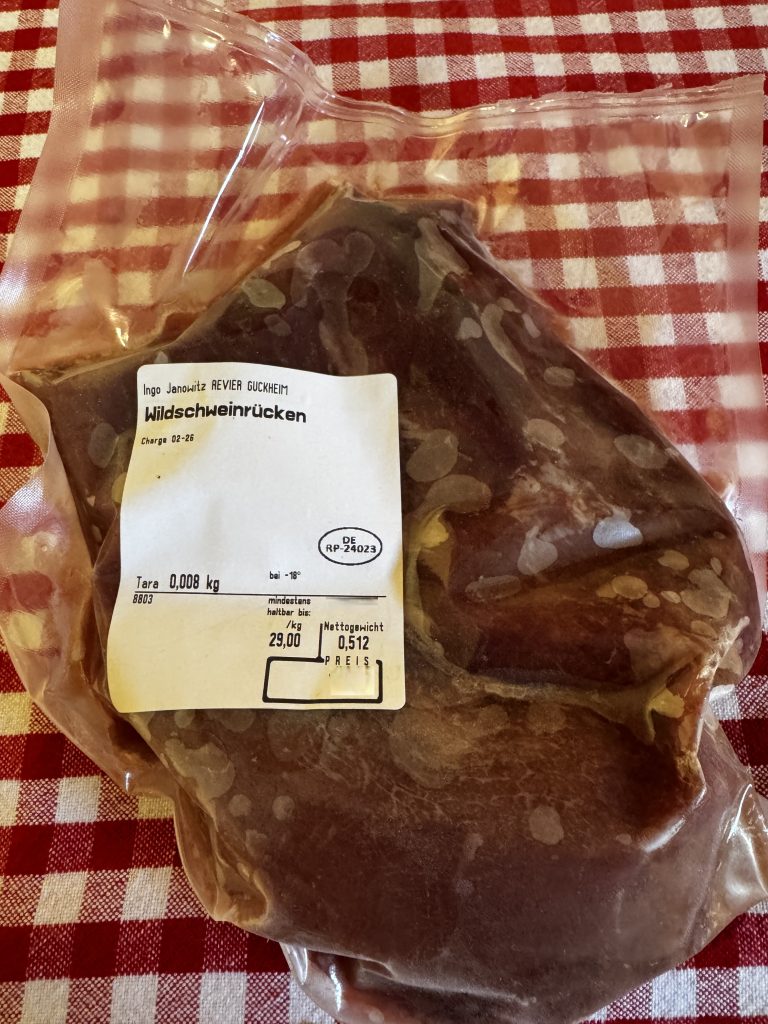 Ingo Janowitz REVIER GUCKHEIM
Wildschweinrücken
Charge 02-26
DE
RP-24023
Tara 0,008 kg
bei -18°
8803
mindestens
haltbar bis:
/kg
Nettogewicht
29,00
0,512
PREIS